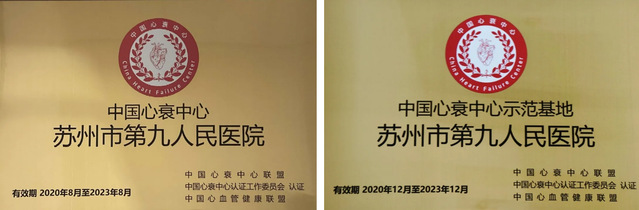 中国心衰中心
China Heart Failure Center
中国心衰中心
苏州市第九人民医院
中国心衰中心联盟
中国心衰中心认证工作委员会 认证
中国心血管健康联盟
有效期 2020年8月至2023年8月
中国心衰中心
China Heart Failure Center
中国心衰中心示范基地
苏州市第九人民医院
中国心衰中心联盟
中国心衰中心认证工作委员会 认证
中国心血管健康联盟
有效期 2020年12月至2023年12月